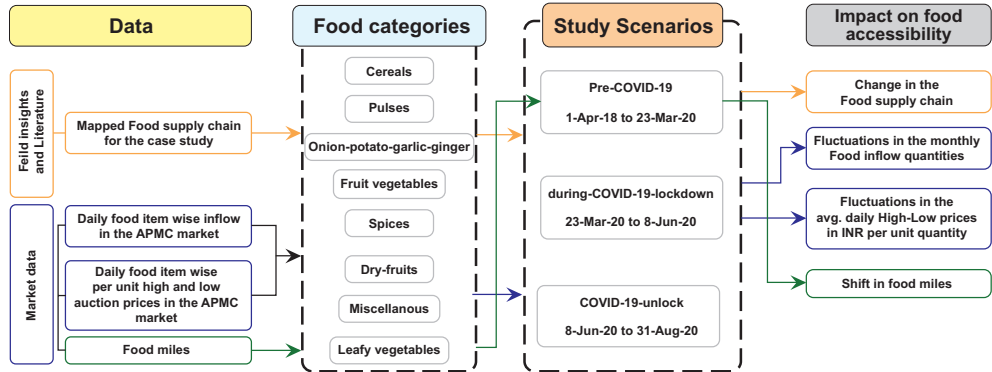 Data
Feild insights
and Literature
Mapped Food supply chain
for the case study
Market data
Daily food item wise inflow
in the APMC market
Daily food item wise
per unit high and low
auction prices in the APMC
market
Food miles
Food categories
Cereals
Pulses
Onion-potato-garlic-ginger
Fruit vegetables
Spices
Dry-fruits
Miscellanous
Leafy vegetables
Study Scenarios
Pre-COVID-19
1-Apr-18 to 23-Mar-20
during-COVID-19-lockdown
23-Mar-20 to 8-Jun-20
COVID-19-unlock
8-Jun-20 to 31-Aug-20
Impact on food
accessibility
Change in the
Food supply chain
Fluctuations in the monthly
Food inflow quantities
Fluctuations in the
avg. daily High-Low prices
in INR per unit quantity
Shift in food miles